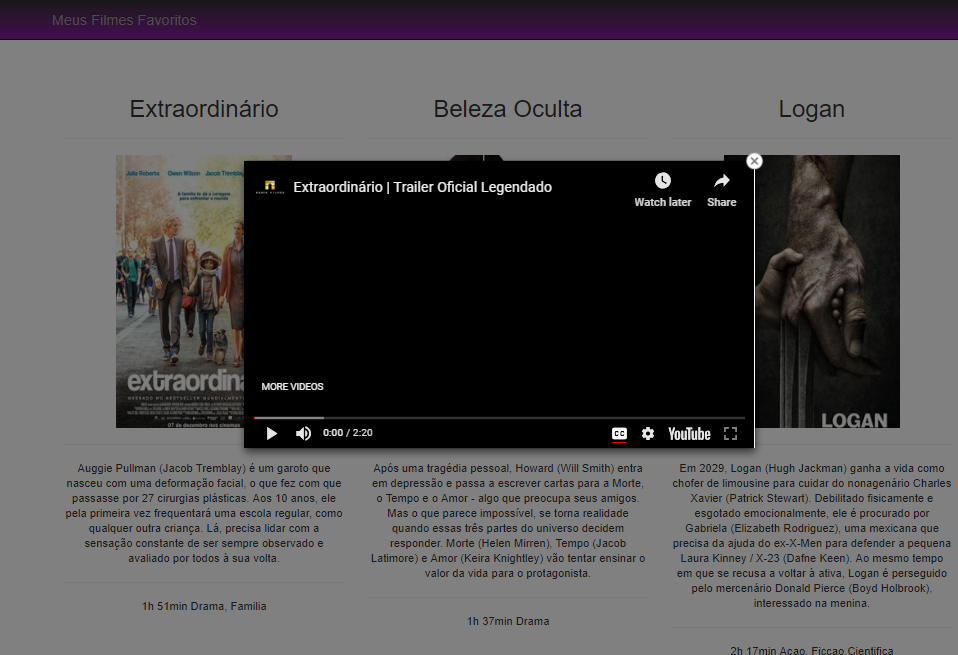 Meus Filmes Favoritos
Extraordinário
Beleza Oculta
Logan
Julia Roberts Owen Wilson Jacob Tremblay
extraordin
07 de dezembro nos cinemas
Extraordinário | Trailer Oficial Legendado
Watch later
Share
MORE VIDEOS
0:00 / 2:20
CC
YouTube
LOGAN
Auggie Pullman (Jacob Tremblay) é um garoto que
nasceu com uma deformação facial, o que fez com que
passasse por 27 cirurgias plásticas. Aos 10 anos, ele
pela primeira vez frequentará uma escola regular, como
qualquer outra criança. Lá, precisa lidar com a
sensação constante de ser sempre observado e
avaliado por todos à sua volta.
1h 51min Drama, Familia
Após uma tragédia pessoal, Howard (Will Smith) entra
em depressão e passa a escrever cartas para a Morte,
o Tempo e o Amor - algo que preocupa seus amigos.
Mas o que parece impossível, se torna realidade
quando essas três partes do universo decidem
responder. Morte (Helen Mirren), Tempo (Jacob
Latimore) e Amor (Keira Knightley) vão tentar ensinar o
valor da vida para o protagonista.
1h 37min Drama
Em 2029, Logan (Hugh Jackman) ganha a vida como
chofer de limousine para cuidar do nonagenário Charles
Xavier (Patrick Stewart). Debilitado fisicamente e
esgotado emocionalmente, ele é procurado por
Gabriela (Elizabeth Rodriguez), uma mexicana que
precisa da ajuda do ex-X-Men para defender a pequena
Laura Kinney / X-23 (Dafne Keen). Ao mesmo tempo
em que se recusa a voltar à ativa, Logan é perseguido
pelo mercenário Donald Pierce (Boyd Holbrook),
interessado na menina.
2h 17min Acao, Ficcao Cientifica